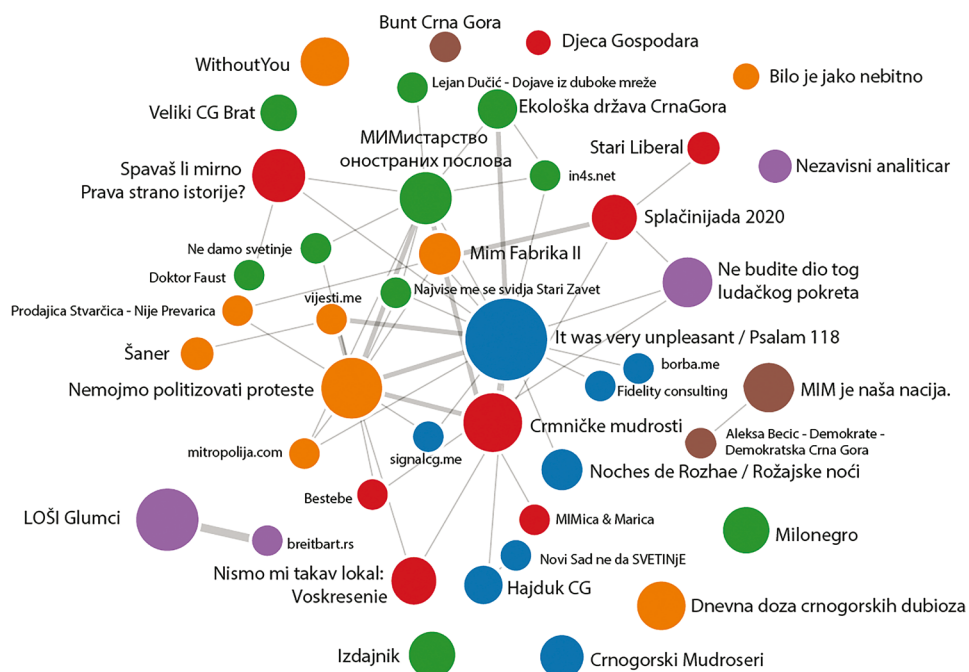 Bunt Crna Gora
Djeca Gospodara
WithoutYou
Bilo je jako nebitno
Lejan Dučić - Dojave iz duboke mreže
Ekološka država CrnaGora
Veliki CG Brat
МИМистарство
оностраних послова
Stari Liberal
Nezavisni analiticar
Spavaš li mirno
Prava strano istorije?
in4s.net
Splačinijada 2020
Ne damo svetinje
Mim Fabrika II
Doktor Faust
Ne budite dio tog
ludačkog pokreta
Najvise me se svidja Stari Zavet
vijesti.me
Prodajica Stvarčica - Nije Prevarica
It was very unpleasant / Psalam 118
Šaner
borba.me
Nemojmo politizovati proteste
Fidelity consulting
MIM je naša nacija.
Crmničke mudrosti
Aleksa Becic - Demokrate -
Demokratska Crna Gora
mitropolija.com
signalcg.me
Noches de Rozhae / Rožajske noći
Bestebe
LOŠI Glumci
MIMica & Marica
Milonegro
breitbart.rs
Novi Sad ne da SVETINjE
Nismo mi takav lokal:
Voskresenie
Hajduk CG
Dnevna doza crnogorskih dubioza
Izdajnik
Crnogorski Mudroseri